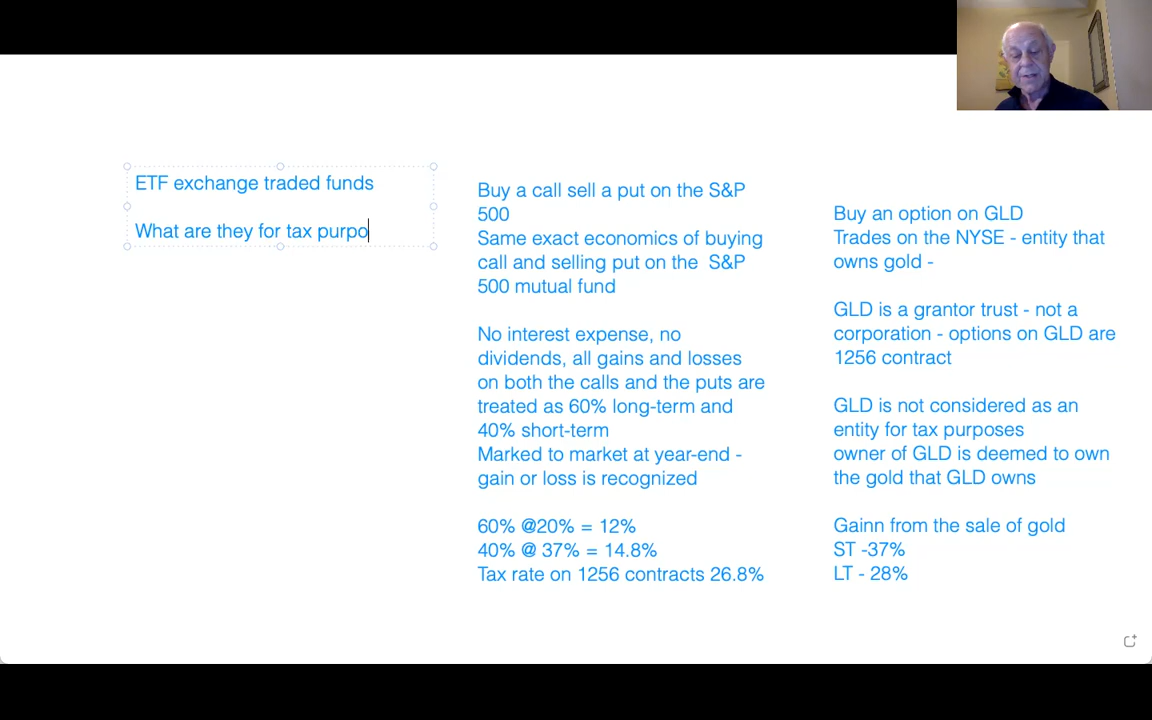 ETF exchange traded funds
What are they for tax purpo
Buy a call sell a put on the S&P
500
Same exact economics of buying
call and selling put on the S&P
500 mutual fund
No interest expense, no
dividends, all gains and losses
on both the calls and the puts are
treated as 60% long-term and
40% short-term
Marked to market at year-end -
gain or loss is recognized
60% @20% = 12%
40% @ 37% = 14.8%
Tax rate on 1256 contracts 26.8%
Buy an option on GLD
Trades on the NYSE - entity that
owns gold -
GLD is a grantor trust - not a
corporation - options on GLD are
1256 contract
GLD is not considered as an
entity for tax purposes
owner of GLD is deemed to own
the gold that GLD owns
Gainn from the sale of gold
ST -37%
LT - 28%